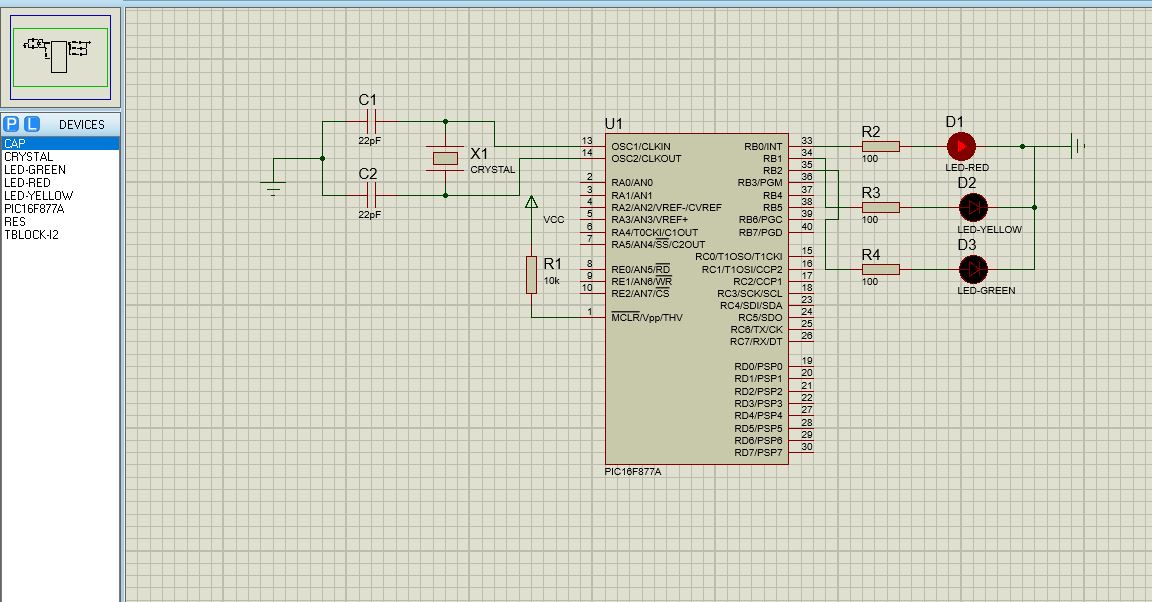 P L DEVICES
CAP
CRYSTAL
LED-GREEN
LED-RED
LED-YELLOW
PIC16F877A
RES
TBLOCK-I2
C1
22pF
C2
22pF
X1
CRYSTAL
VCC
R1
10k
U1
13 OSC1/CLKIN
14 OSC2/CLKOUT
2 RA0/AN0
3 RA1/AN1
4 RA2/AN2/VREF-/CVREF
5 RA3/AN3/VREF+
6 RA4/T0CKI/C1OUT
7 RA5/AN4/SS/C2OUT
8 RE0/AN5/RD
9 RE1/AN6/WR
10 RE2/AN7/CS
1 MCLR/Vpp/THV
RB0/INT 33
RB1 34
RB2 35
RB3/PGM 36
RB4 37
RB5 38
RB6/PGC 39
RB7/PGD 40
RC0/T1OSO/T1CKI 15
RC1/T1OSI/CCP2 16
RC2/CCP1 17
RC3/SCK/SCL 18
RC4/SDI/SDA 23
RC5/SDO 24
RC6/TX/CK 25
RC7/RX/DT 26
RD0/PSP0 19
RD1/PSP1 20
RD2/PSP2 21
RD3/PSP3 22
RD4/PSP4 27
RD5/PSP5 28
RD6/PSP6 29
RD7/PSP7 30
PIC16F877A
R2
100
D1
LED-RED
R3
100
D2
LED-YELLOW
R4
100
D3
LED-GREEN